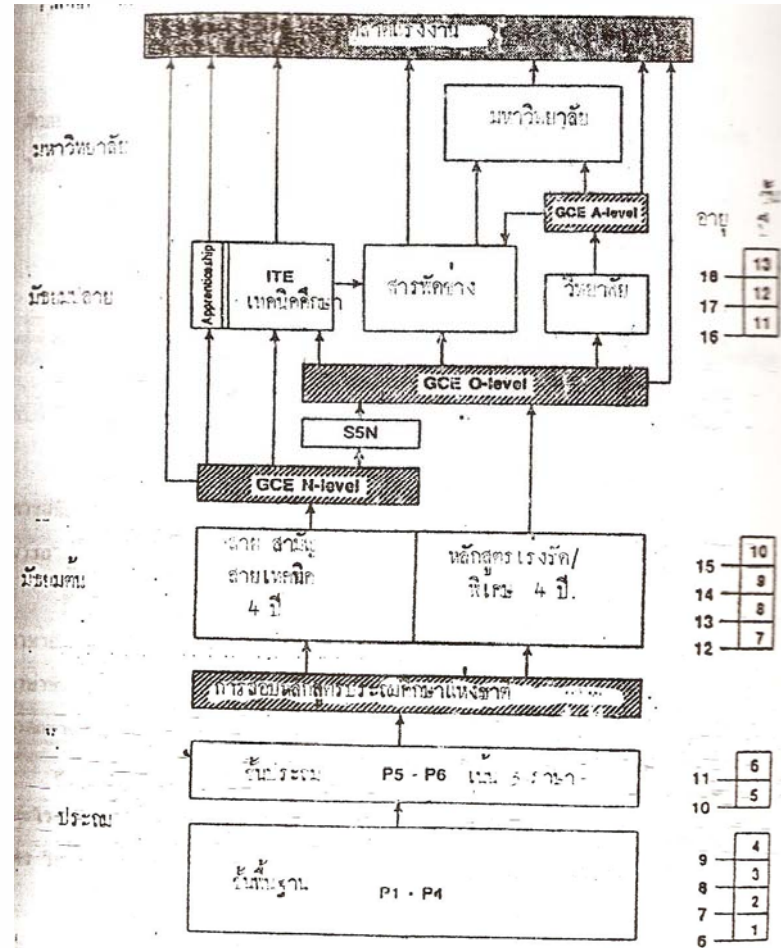 ตลาดแรงงาน
มหาวิทยาลัย
มหาวิทยาลัย
GCE A-level
อายุ
Apprenticeship
ITE
เทคนิคศึกษา
สารพัดช่าง
วิทยาลัย
มัธยมปลาย
13
18
12
17
11
16
GCE O-level
S5N
GCE N-level
สาย สามัญ
สายเทคนิค
4 ปี
หลักสูตร เร่งรัด/
พิเศษ 4 ปี.
มัธยมต้น
10
15
9
14
8
13
7
12
การสอบหลักสูตรประถมศึกษาแห่งชาติ
ชั้นประถม P5 - P6 เน้น ภาษา
6
11
5
10
ประถม
ชั้นพื้นฐาน P1 - P4
4
9
3
8
2
7
1
6